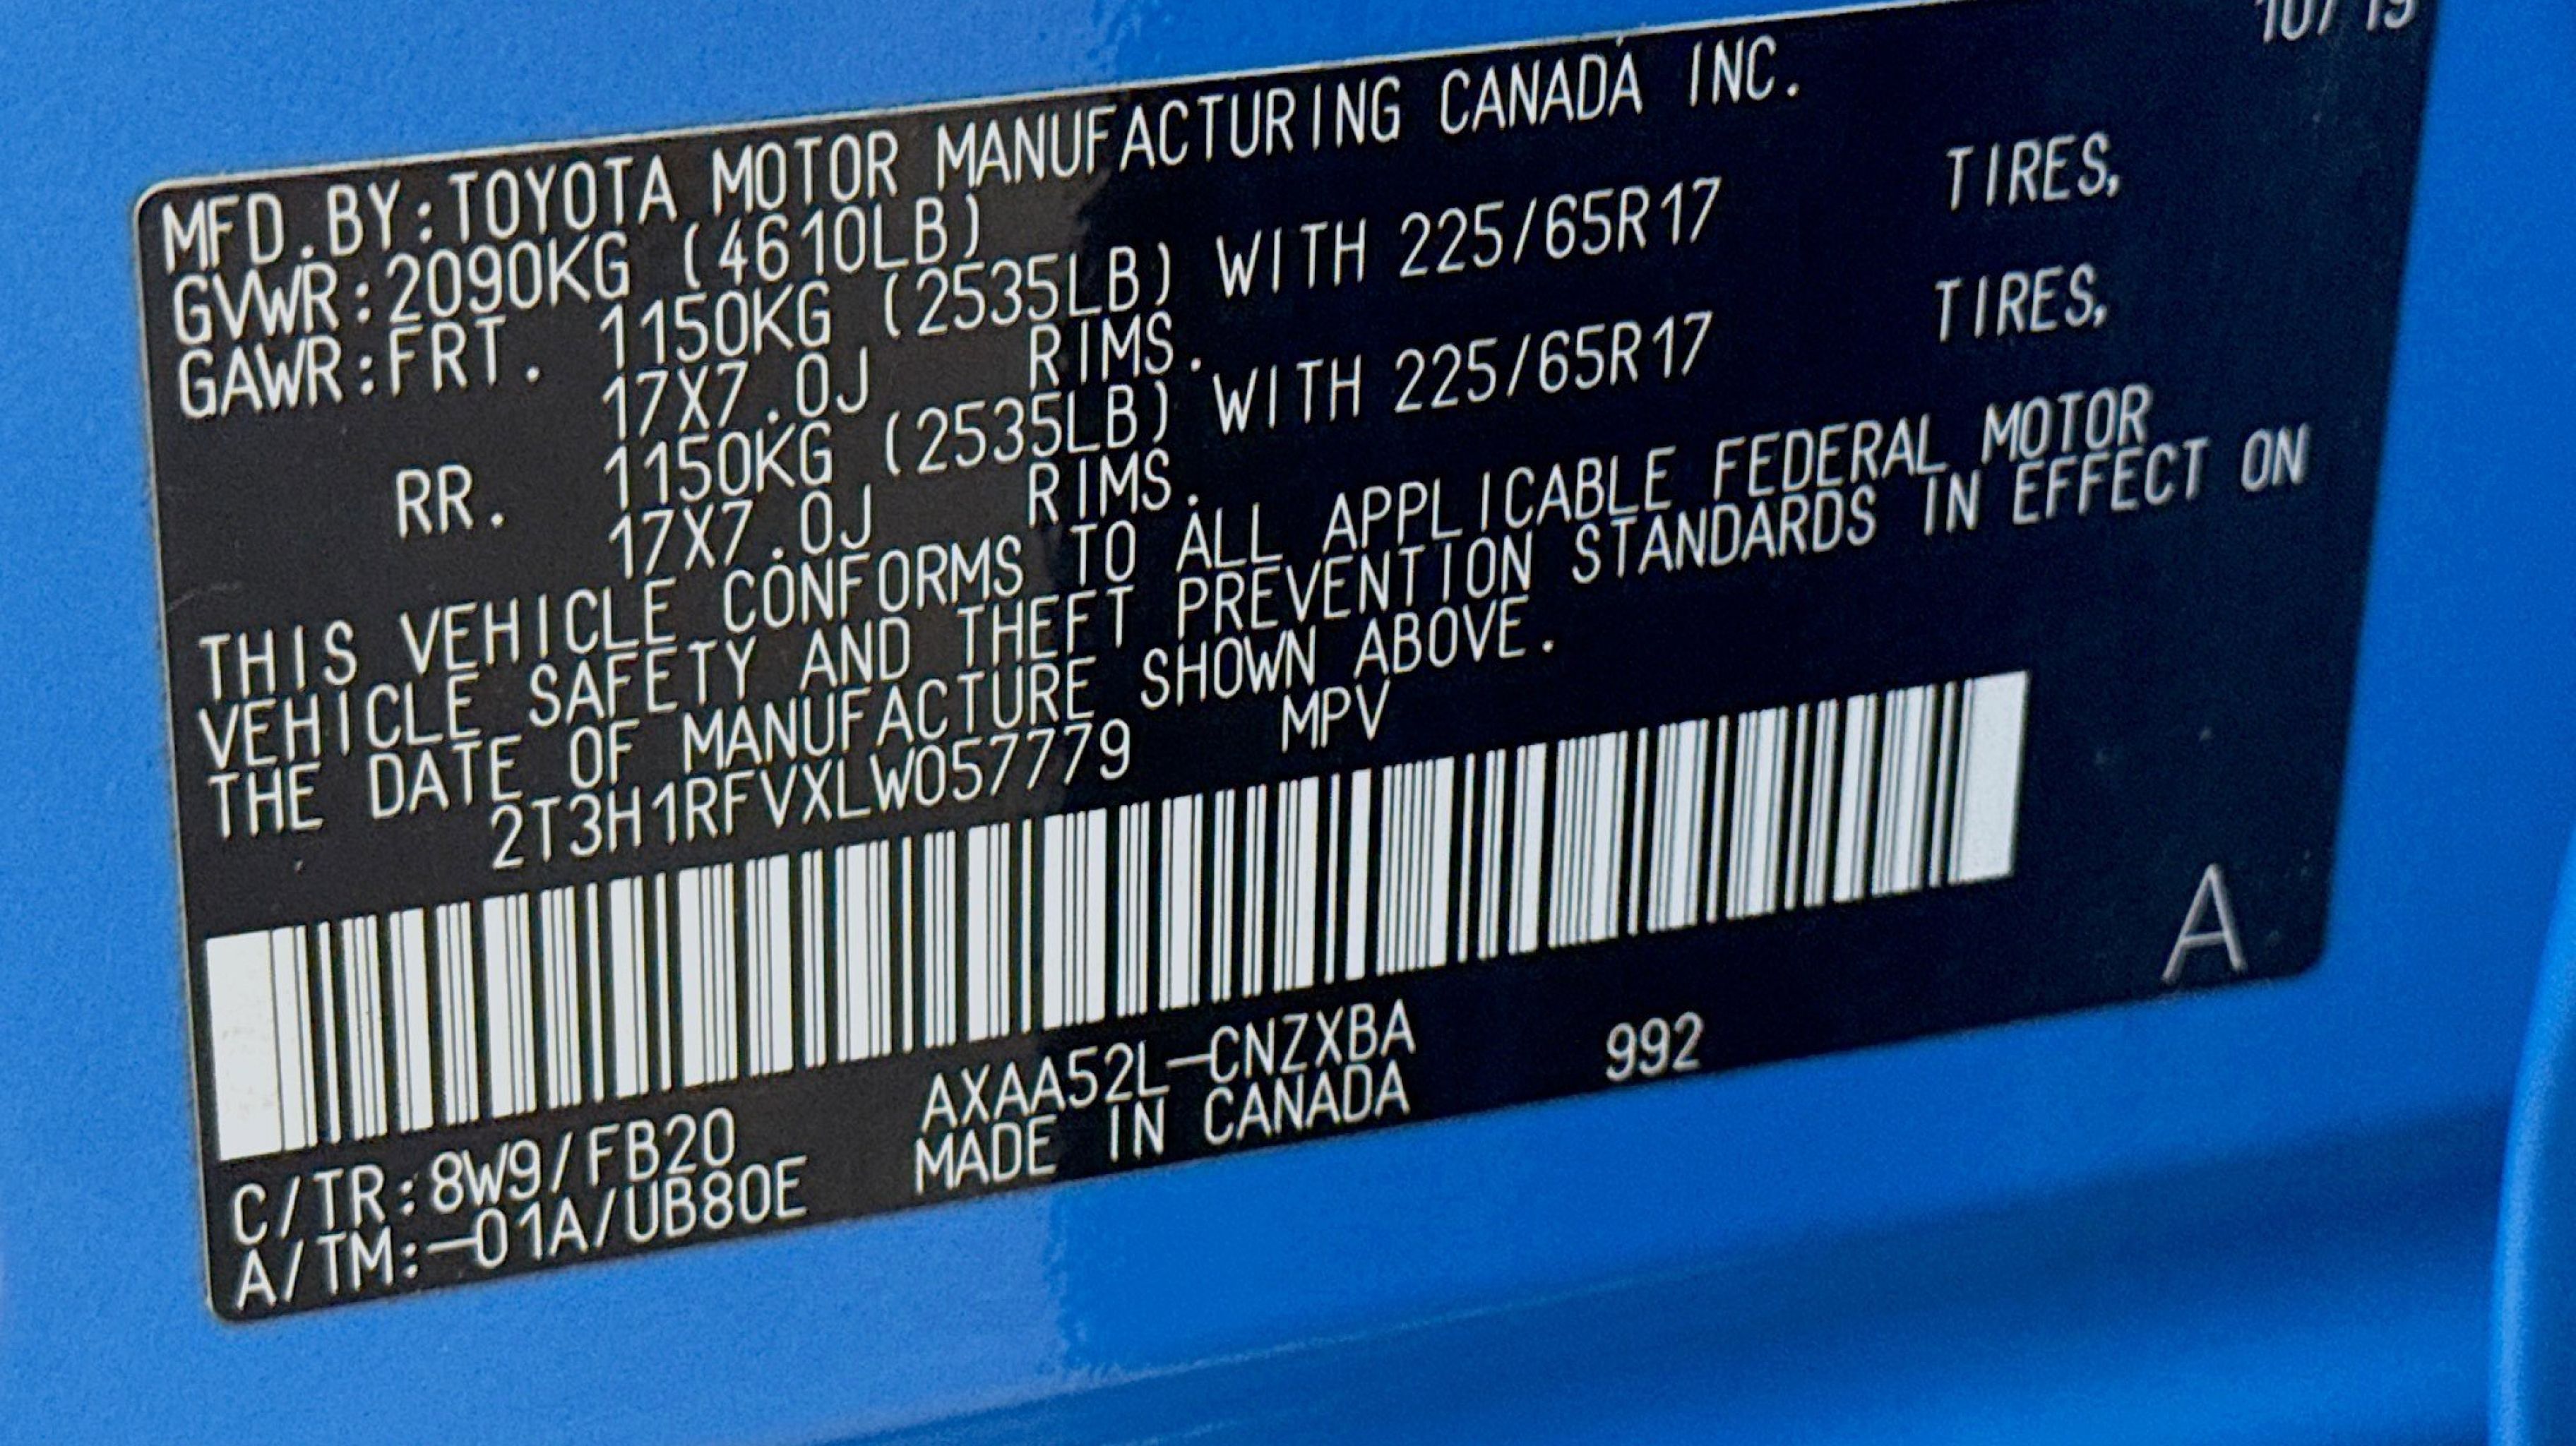 10/19
MFD.BY:TOYOTA MOTOR MANUFACTURING CANADA INC.
GVWR:2090KG (4610LB)
GAWR:FRT. 1150KG (2535LB) WITH 225/65R17 TIRES,
17X7.0J RIMS.
RR. 1150KG (2535LB) WITH 225/65R17 TIRES,
17X7.0J RIMS.
THIS VEHICLE CONFORMS TO ALL APPLICABLE FEDERAL MOTOR
VEHICLE SAFETY AND THEFT PREVENTION STANDARDS IN EFFECT ON
THE DATE OF MANUFACTURE SHOWN ABOVE.
2T3H1RFVXLW057779 MPV
A
C/TR:8W9/FB20 AXAA52L-CNZXBA 992
A/TM:-01A/UB80E MADE IN CANADA